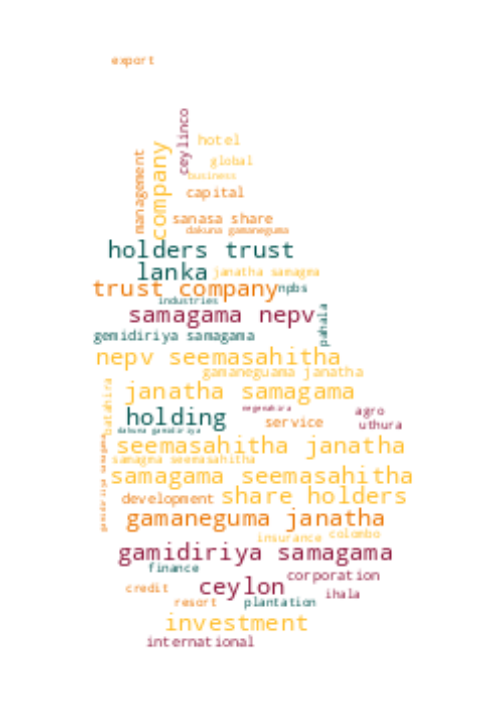 export
ceylinco
hotel
management
company
global
business
capital
sanasa share
dakuna gamaneguma
holders trust
lanka
janatha samagma
trust company
npbs
industries
samagama nepv
pahala
gemidiriya samagama
nepv seemasahitha
gamaneguama janatha
batahira
janatha samagama
negenahira
holding
agro
service
uthura
dakuna gamidiriya
gamidiriya samagama
seemasahitha janatha
samagma seemasahitha
samagama seemasahitha
development
share holders
gamaneguma janatha
insurance
colombo
gamidiriya samagama
finance
corporation
credit
ceylon
ihala
resort
plantation
investment
international